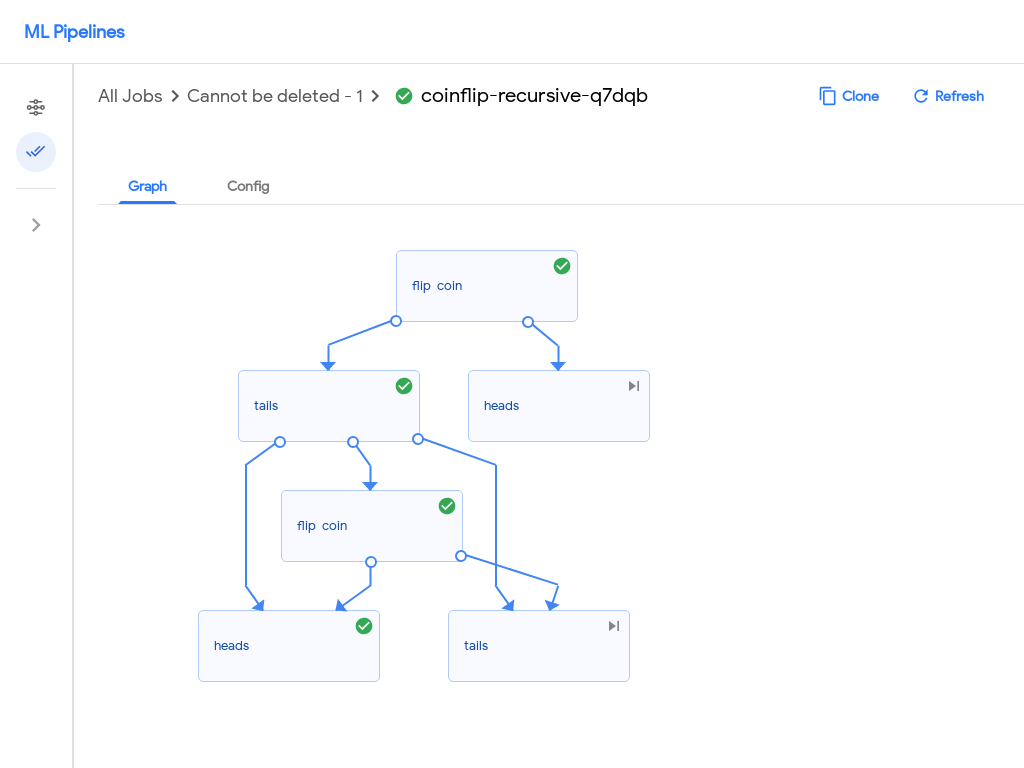 ML Pipelines
All Jobs
Cannot be deleted - 1
coinflip-recursive-q7dqb
Clone
Refresh
Graph
Config
flip coin
tails
heads
flip coin
heads
tails